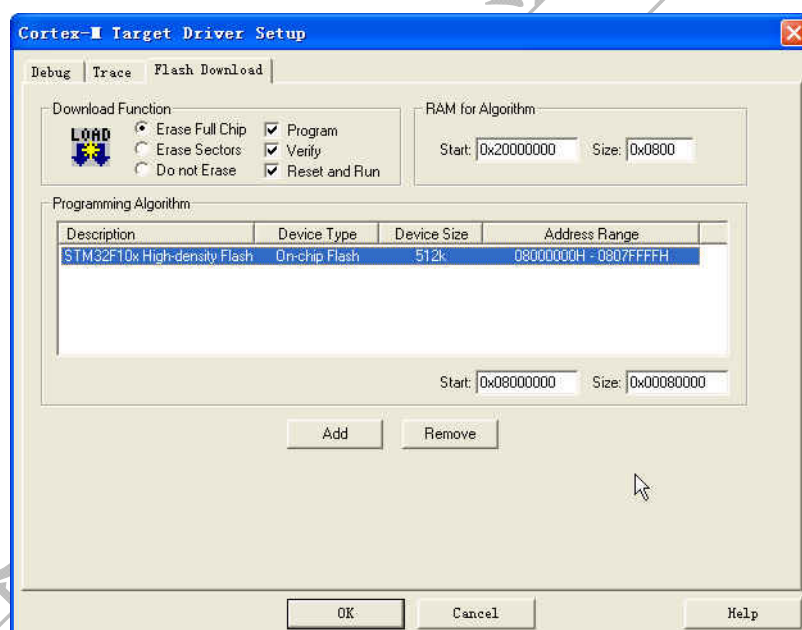 Cortex-M Target Driver Setup
Debug Trace Flash Download
Download Function
LOAD
Erase Full Chip
Erase Sectors
Do not Erase
Program
Verify
Reset and Run
RAM for Algorithm
Start: 0x20000000 Size: 0x0800
Programming Algorithm
Description Device Type Device Size Address Range
STM32F10x High-density Flash On-chip Flash 512k 08000000H - 0807FFFFH
Start: 0x08000000 Size: 0x00080000
Add Remove
OK Cancel Help